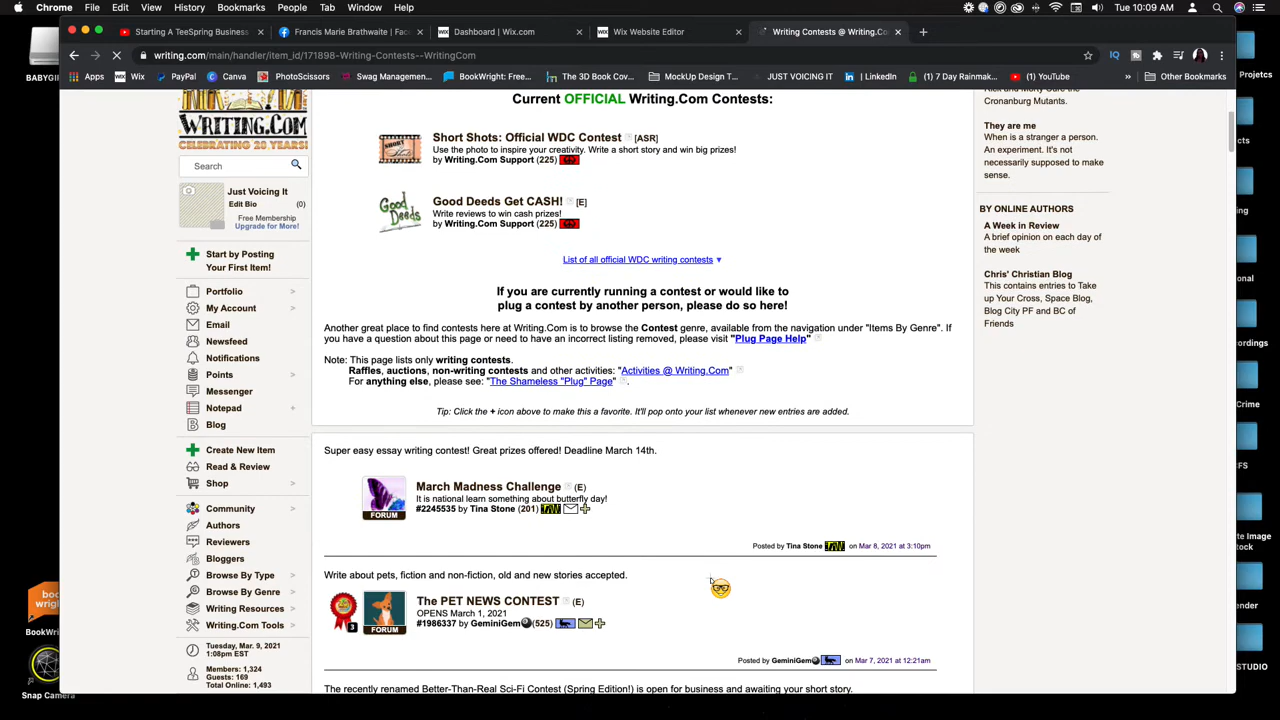 Chrome File Edit View History Bookmarks People Tab Window Help
Tue 10:09 AM
Starting A TeeSpring Business
Francis Marie Brathwaite | Fac
Dashboard | Wix.com
Wix Website Editor
Writing Contests @ Writing.Co
writing.com/main/handler/item_id/171898-Writing-Contests--WritingCom
Apps Wix PayPal Canva PhotoScissors Swag Managemen... BookWright: Free... The 3D Book Cov... MockUp Design T... JUST VOICING IT LinkedIn (1) 7 Day Rainmak... (1) YouTube Other Bookmarks
BABYGI
book
wrigh
BookWri
Snap Camera
WRITING.COM
CELEBRATING 20 YEARS!
Search
Just Voicing It
Edit Bio (0)
Free Membership
Upgrade for More!
Start by Posting
Your First Item!
Portfolio >
My Account >
Email
Newsfeed
Notifications
Points >
Messenger
Notepad +
Blog
Create New Item
Read & Review
Shop >
Community >
Authors
Reviewers
Bloggers
Browse By Type >
Browse By Genre >
Writing Resources >
Writing.Com Tools >
Tuesday, Mar. 9, 2021
1:08pm EST
Members: 1,324
Guests: 169
Total Online: 1,493
Current OFFICIAL Writing.Com Contests:
SHORT SHOTS
Short Shots: Official WDC Contest [ASR]
Use the photo to inspire your creativity. Write a short story and win big prizes!
by Writing.Com Support (225)
Good Deeds
Good Deeds Get CASH! [E]
Write reviews to win cash prizes!
by Writing.Com Support (225)
List of all official WDC writing contests ▼
If you are currently running a contest or would like to
plug a contest by another person, please do so here!
Another great place to find contests here at Writing.Com is to browse the Contest genre, available from the navigation under "Items By Genre". If
you have a question about this page or need to have an incorrect listing removed, please visit "Plug Page Help"
Note: This page lists only writing contests.
Raffles, auctions, non-writing contests and other activities: "Activities @ Writing.Com"
For anything else, please see: "The Shameless "Plug" Page".
Tip: Click the + icon above to make this a favorite. It'll pop onto your list whenever new entries are added.
Super easy essay writing contest! Great prizes offered! Deadline March 14th.
FORUM
March Madness Challenge (E)
It is national learn something about butterfly day!
#2245535 by Tina Stone (201)
Posted by Tina Stone on Mar 8, 2021 at 3:10pm
Write about pets, fiction and non-fiction, old and new stories accepted.
3
FORUM
The PET NEWS CONTEST (E)
OPENS March 1, 2021
#1986337 by GeminiGem (525)
Posted by GeminiGem on Mar 7, 2021 at 12:21am
The recently renamed Better-Than-Real Sci-Fi Contest (Spring Edition!) is open for business and awaiting your short story.
Cronanburg Mutants.
They are me
When is a stranger a person.
An experiment. It's not
necessarily supposed to make
sense.
BY ONLINE AUTHORS
A Week in Review
A brief opinion on each day of
the week
Chris' Christian Blog
This contains entries to Take
up Your Cross, Space Blog,
Blog City PF and BC of
Friends